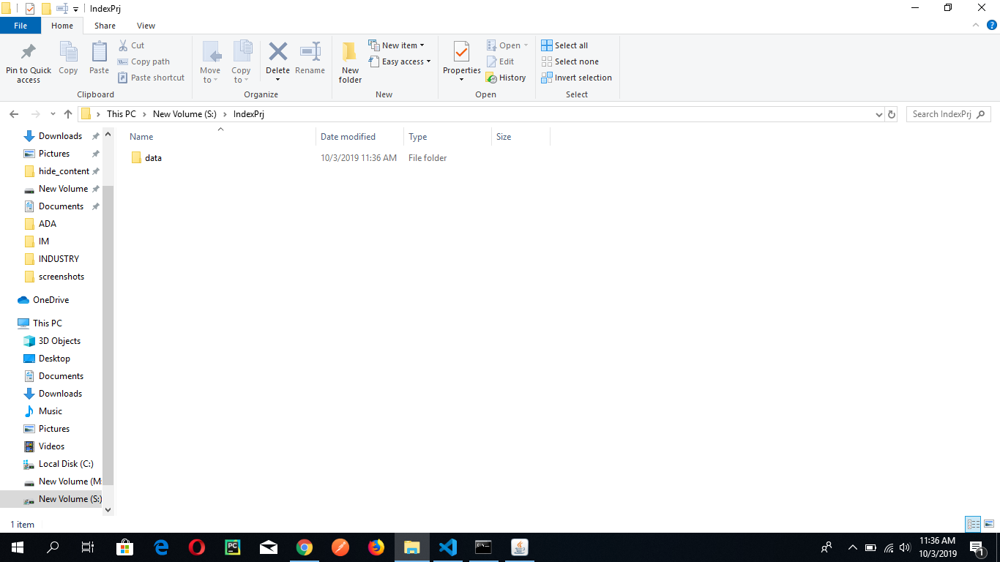 IndexPrj
File Home Share View
Pin to Quick access
Copy
Paste
Cut
Copy path
Paste shortcut
Clipboard
Move to
Copy to
Delete
Rename
Organize
New folder
New item
Easy access
New
Properties
Open
Edit
History
Open
Select all
Select none
Invert selection
Select
This PC New Volume (S:) IndexPrj
Search IndexPrj
Downloads
Pictures
hide_content
New Volume
Documents
ADA
IM
INDUSTRY
screenshots
OneDrive
This PC
3D Objects
Desktop
Documents
Downloads
Music
Pictures
Videos
Local Disk (C:)
New Volume (M:
New Volume (S:)
Name Date modified Type Size
data 10/3/2019 11:36 AM File folder
1 item
PC
11:36 AM
10/3/2019
1